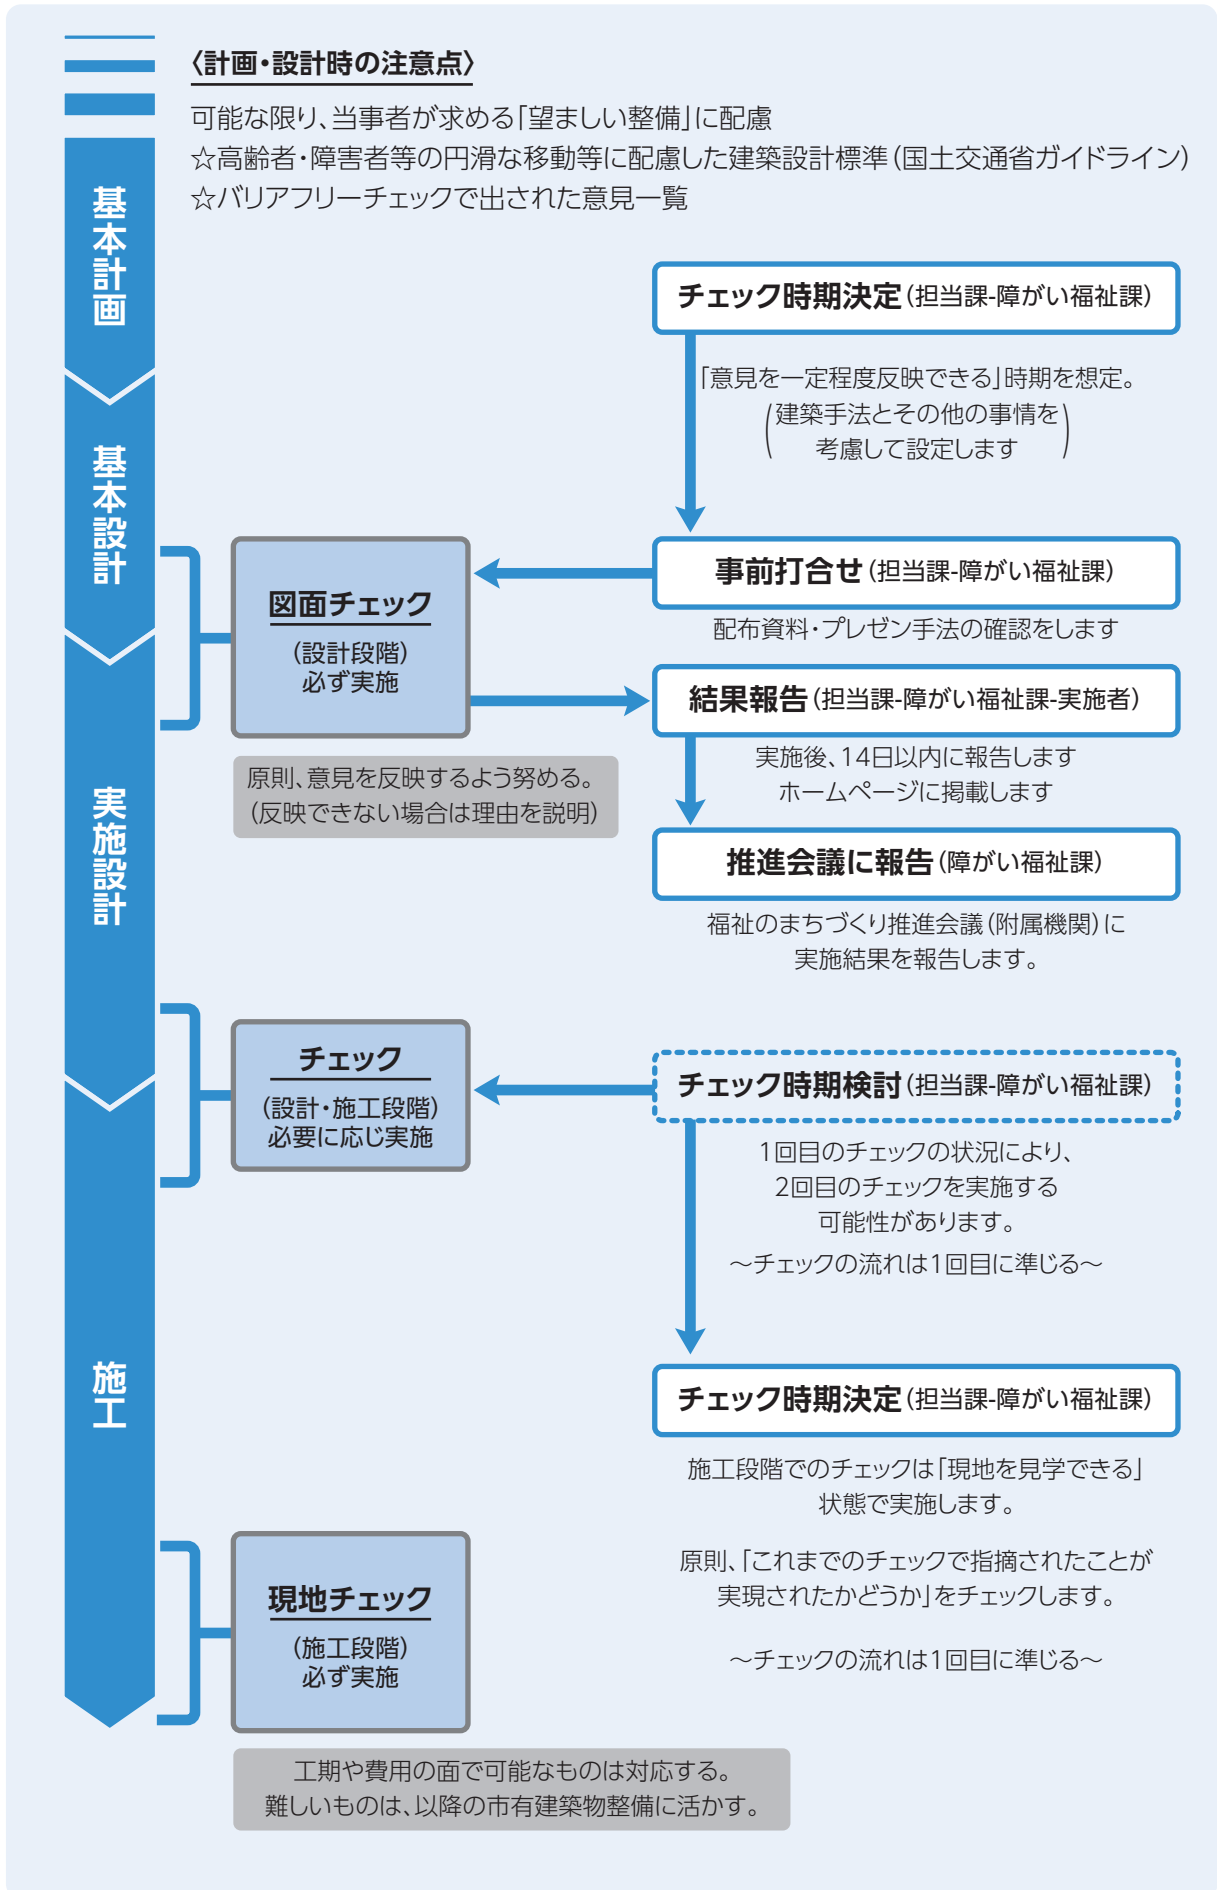 〈計画・設計時の注意点〉
可能な限り、当事者が求める「望ましい整備」に配慮
☆高齢者・障害者等の円滑な移動等に配慮した建築設計標準(国土交通省ガイドライン)
☆バリアフリーチェックで出された意見一覧
基本計画
チェック時期決定(担当課-障がい福祉課)
「意見を一定程度反映できる」時期を想定。
(建築手法とその他の事情を
考慮して設定します)
基本設計
事前打合せ(担当課-障がい福祉課)
配布資料・プレゼン手法の確認をします
図面チェック
(設計段階)
必ず実施
結果報告(担当課-障がい福祉課-実施者)
実施後、14日以内に報告します
ホームページに掲載します
原則、意見を反映するよう努める。
(反映できない場合は理由を説明)
実施設計
推進会議に報告(障がい福祉課)
福祉のまちづくり推進会議(附属機関)に
実施結果を報告します。
チェック
(設計・施工段階)
必要に応じ実施
チェック時期検討(担当課-障がい福祉課)
1回目のチェックの状況により、
2回目のチェックを実施する
可能性があります。
～チェックの流れは1回目に準じる～
施工
チェック時期決定(担当課-障がい福祉課)
施工段階でのチェックは「現地を見学できる」
状態で実施します。
原則、「これまでのチェックで指摘されたことが
実現されたかどうか」をチェックします。
～チェックの流れは1回目に準じる～
現地チェック
(施工段階)
必ず実施
工期や費用の面で可能なものは対応する。
難しいものは、以降の市有建築物整備に活かす。